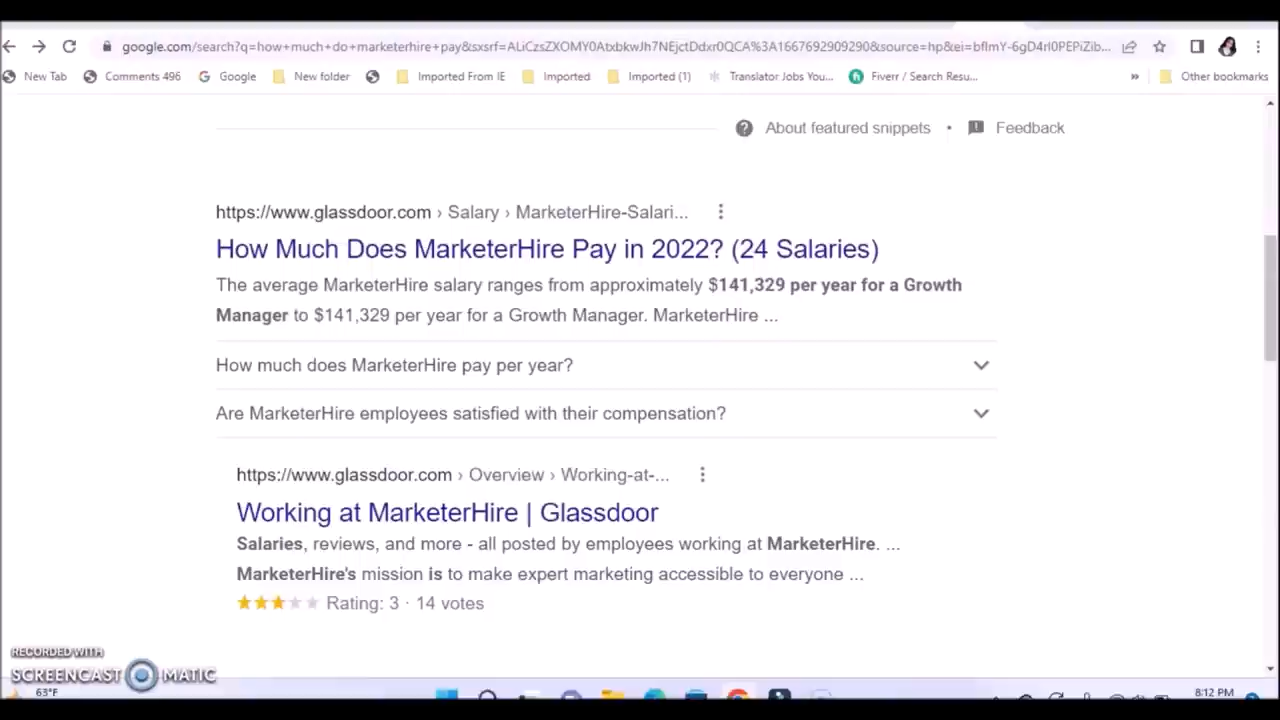 google.com/search?q=how+much+do+marketerhire+pay&sxsrf=ALiCzsZXOMY0AtxbkwJh7NEjctDdxr0QCA%3A1667692909290&source=hp&ei=bflmY-6gD4rI0PEPiZib...
New Tab Comments 496 Google New folder Imported From IE Imported Imported (1) Translator Jobs You... Fiverr / Search Resu... » Other bookmarks
About featured snippets • Feedback
https://www.glassdoor.com › Salary › MarketerHire-Salari...
How Much Does MarketerHire Pay in 2022? (24 Salaries)
The average MarketerHire salary ranges from approximately $141,329 per year for a Growth
Manager to $141,329 per year for a Growth Manager. MarketerHire ...
How much does MarketerHire pay per year?
Are MarketerHire employees satisfied with their compensation?
https://www.glassdoor.com › Overview › Working-at-...
Working at MarketerHire | Glassdoor
Salaries, reviews, and more - all posted by employees working at MarketerHire. ...
MarketerHire's mission is to make expert marketing accessible to everyone ...
Rating: 3 · 14 votes
RECORDED WITH
SCREENCAST MATIC
63°F 8:12 PM